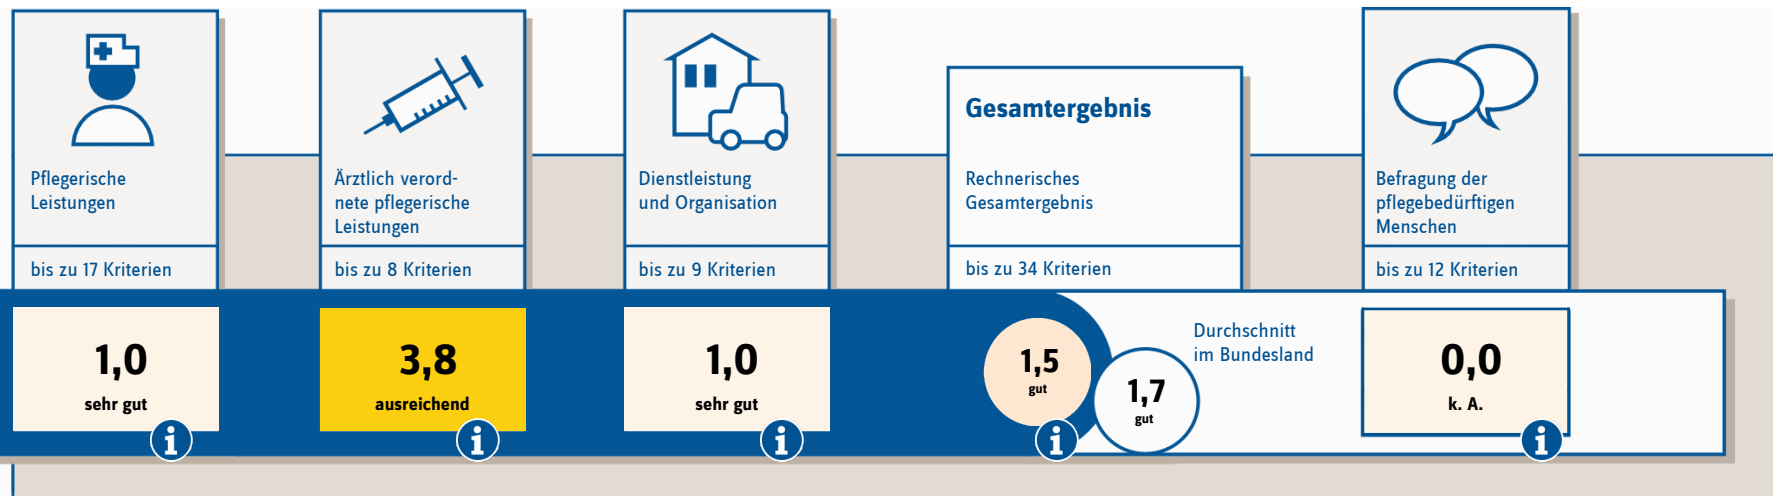 Pflegerische
Leistungen
bis zu 17 Kriterien
1,0
sehr gut
i
Ärztlich verord-
nete pflegerische
Leistungen
bis zu 8 Kriterien
3,8
ausreichend
i
Dienstleistung
und Organisation
bis zu 9 Kriterien
1,0
sehr gut
i
Gesamtergebnis
Rechnerisches
Gesamtergebnis
bis zu 34 Kriterien
1,5
gut
i
Durchschnitt
im Bundesland
1,7
gut
Befragung der
pflegebedürftigen
Menschen
bis zu 12 Kriterien
0,0
k. A.
i